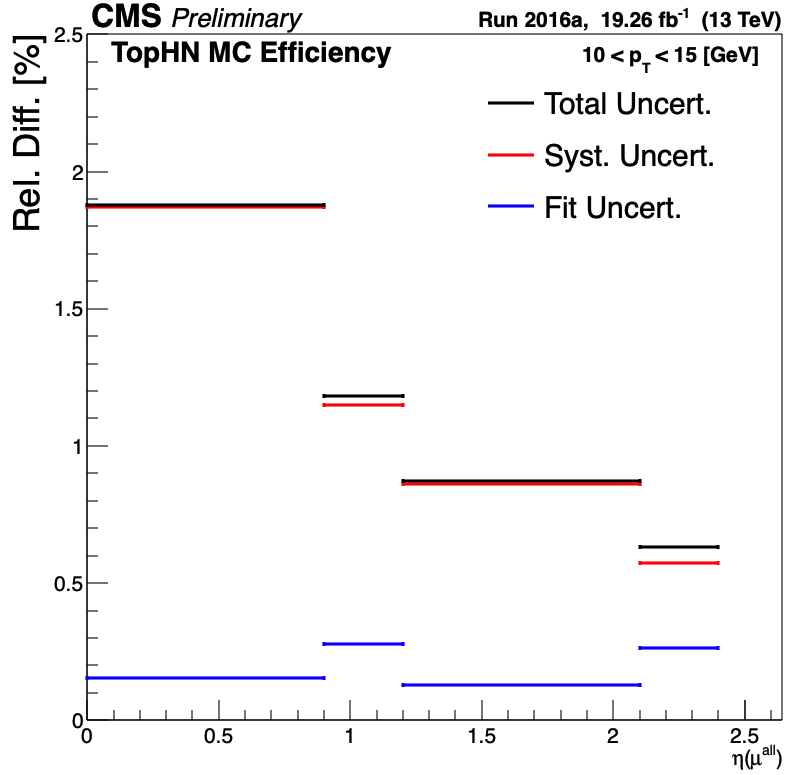 CMS Preliminary Run 2016a, 19.26 fb⁻¹ (13 TeV)
TopHN MC Efficiency
10 < p_T < 15 [GeV]
Total Uncert.
Syst. Uncert.
Fit Uncert.
Rel. Diff. [%]
2.5
2
1.5
1
0.5
0
0 0.5 1 1.5 2 2.5
η(μ^all)